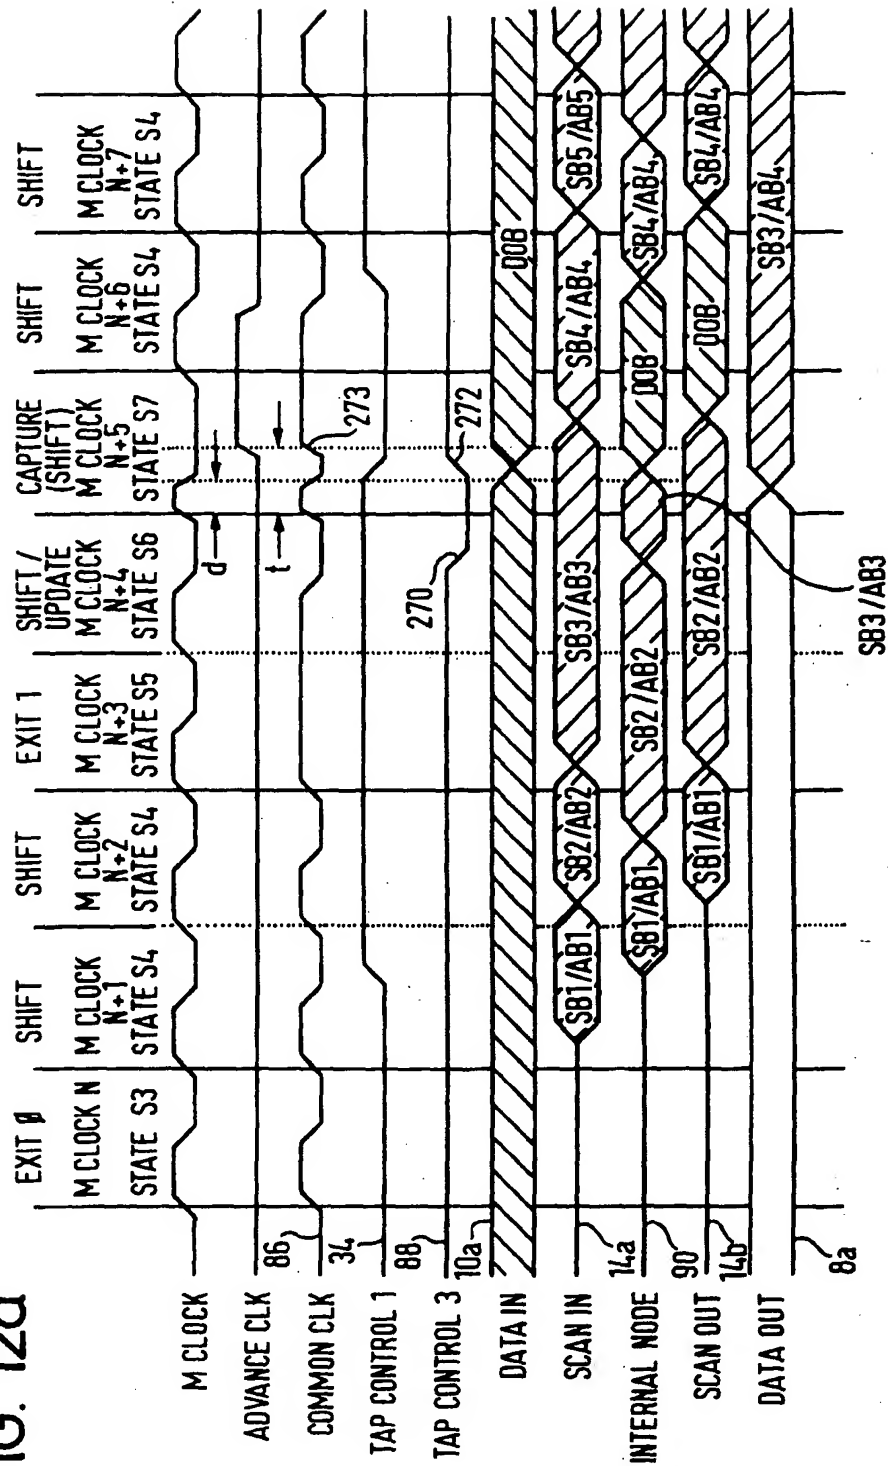 FIG. 12a
EXIT 0
M CLOCK N
STATE S3
SHIFT
M CLOCK
N+1
STATE S4
SHIFT
M CLOCK
N+2
STATE S4
EXIT 1
M CLOCK
N+3
STATE S5
SHIFT/
UPDATE
M CLOCK
N+4
STATE S6
CAPTURE
(SHIFT)
M CLOCK
N+5
STATE S7
SHIFT
M CLOCK
N+6
STATE S4
SHIFT
M CLOCK
N+7
STATE S4
M CLOCK
d
ADVANCE CLK
t
86
COMMON CLK
273
34
TAP CONTROL 1
88
TAP CONTROL 3
270
272
10a
DATA IN
DOB
SCAN IN
14a
SB1/AB1
SB2/AB2
SB3/AB3
SB4/AB4
SB5/AB5
INTERNAL NODE
90
SB1/AB1
SB2/AB2
DOB
SB4/AB4
SCAN OUT
14b
SB1/AB1
SB2/AB2
DOB
SB4/AB4
DATA OUT
8a
SB3/AB4
SB3/AB3